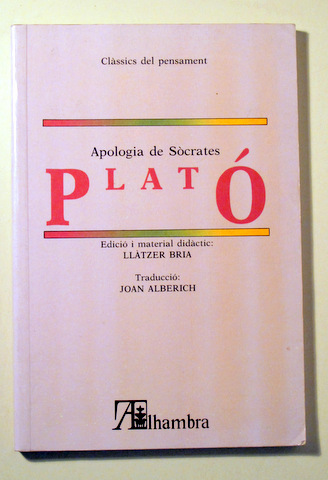 Clàssics del pensament
Apologia de Sòcrates
PLATÓ
Edició i material didàctic:
LLÀTZER BRIA
Traducció:
JOAN ALBERICH
Alhambra